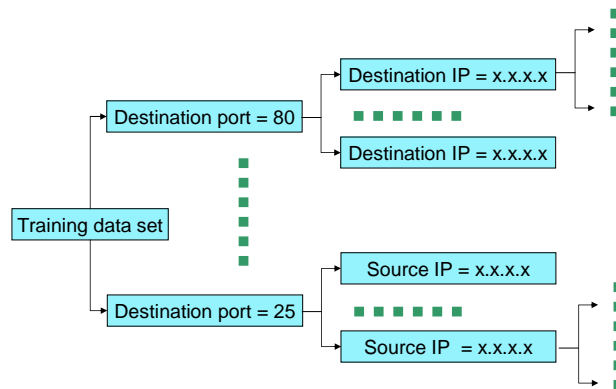 Destination IP = x.x.x.x
Destination port = 80
Destination IP = x.x.x.x
Training data set
Source IP = x.x.x.x
Destination port = 25
Source IP = x.x.x.x